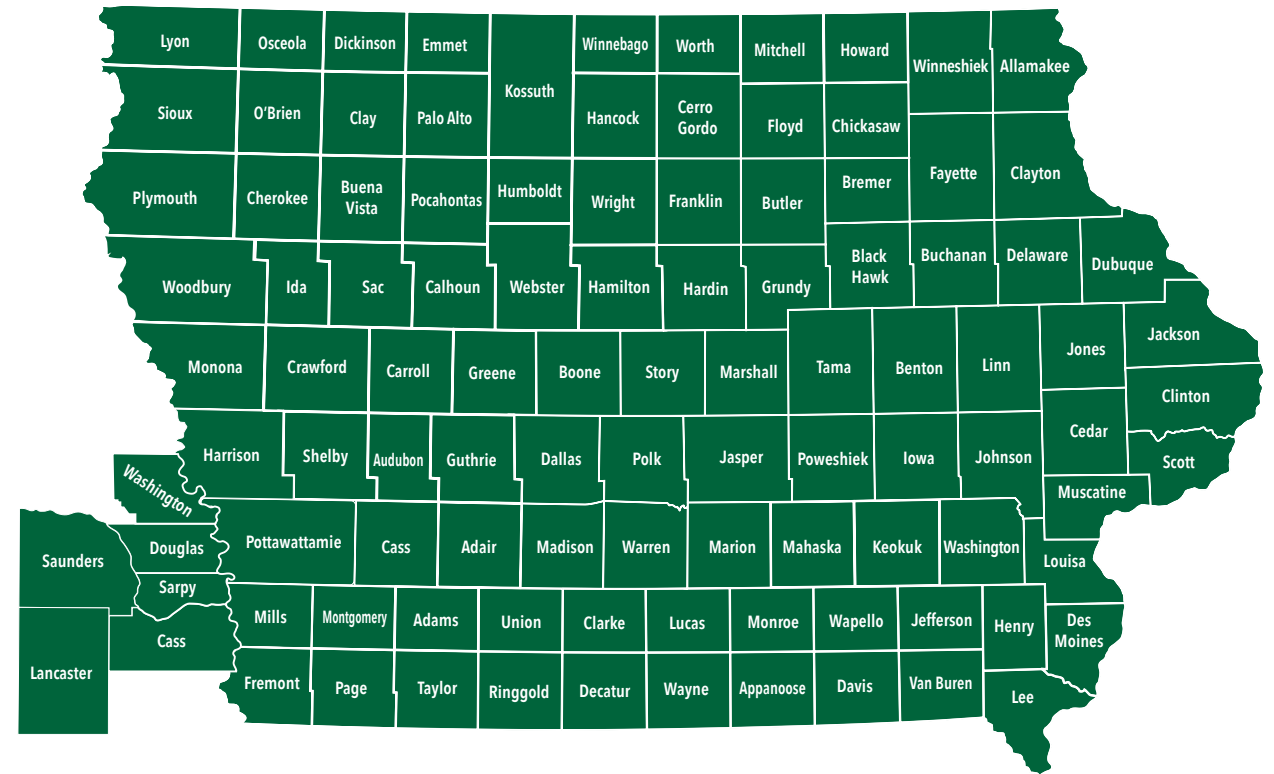 Lyon
Osceola
Dickinson
Emmet
Kossuth
Winnebago
Worth
Mitchell
Howard
Winneshiek
Allamakee
Sioux
O’Brien
Clay
Palo Alto
Hancock
Cerro
Gordo
Floyd
Chickasaw
Plymouth
Cherokee
Buena
Vista
Pocahontas
Humboldt
Wright
Franklin
Butler
Bremer
Fayette
Clayton
Woodbury
Ida
Sac
Calhoun
Webster
Hamilton
Hardin
Grundy
Black
Hawk
Buchanan
Delaware
Dubuque
Monona
Crawford
Carroll
Greene
Boone
Story
Marshall
Tama
Benton
Linn
Jones
Jackson
Clinton
Harrison
Shelby
Audubon
Guthrie
Dallas
Polk
Jasper
Poweshiek
Iowa
Johnson
Cedar
Scott
Muscatine
Washington
Saunders
Douglas
Sarpy
Cass
Lancaster
Pottawattamie
Cass
Adair
Madison
Warren
Marion
Mahaska
Keokuk
Washington
Louisa
Mills
Montgomery
Adams
Union
Clarke
Lucas
Monroe
Wapello
Jefferson
Henry
Des
Moines
Fremont
Page
Taylor
Ringgold
Decatur
Wayne
Appanoose
Davis
Van Buren
Lee